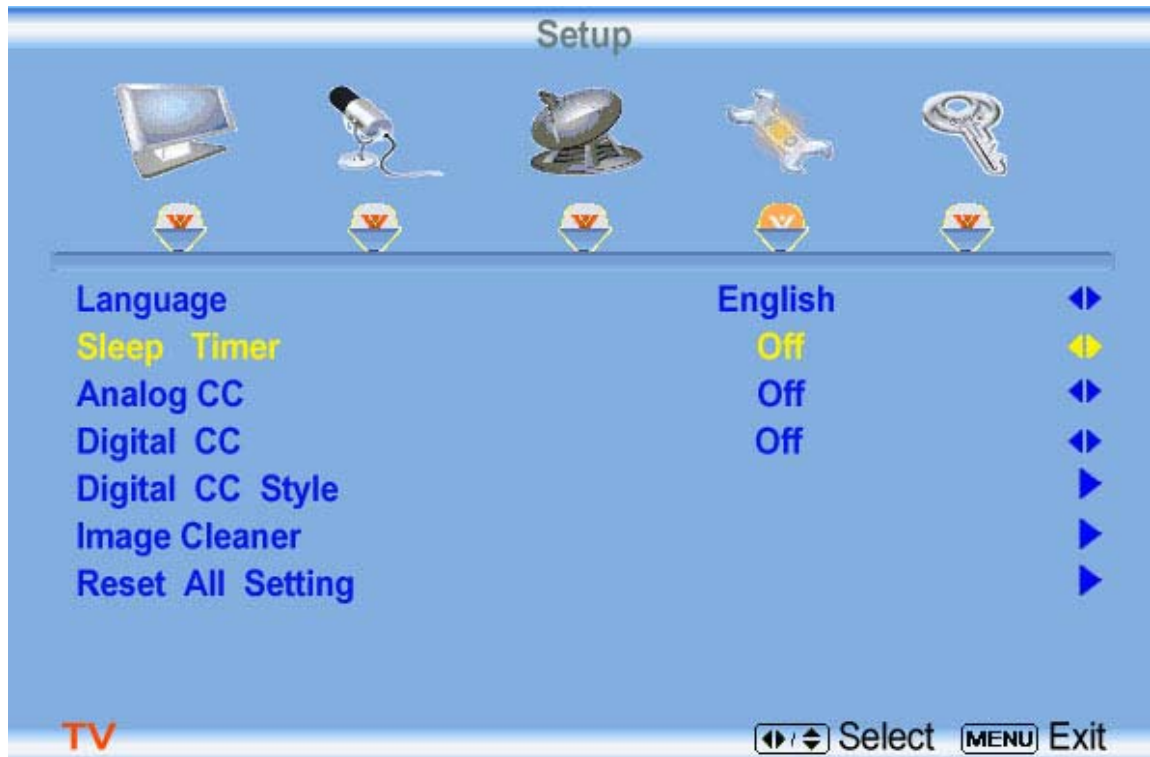 Setup
Language English
Sleep Timer Off
Analog CC Off
Digital CC Off
Digital CC Style
Image Cleaner
Reset All Setting
TV / Select MENU Exit